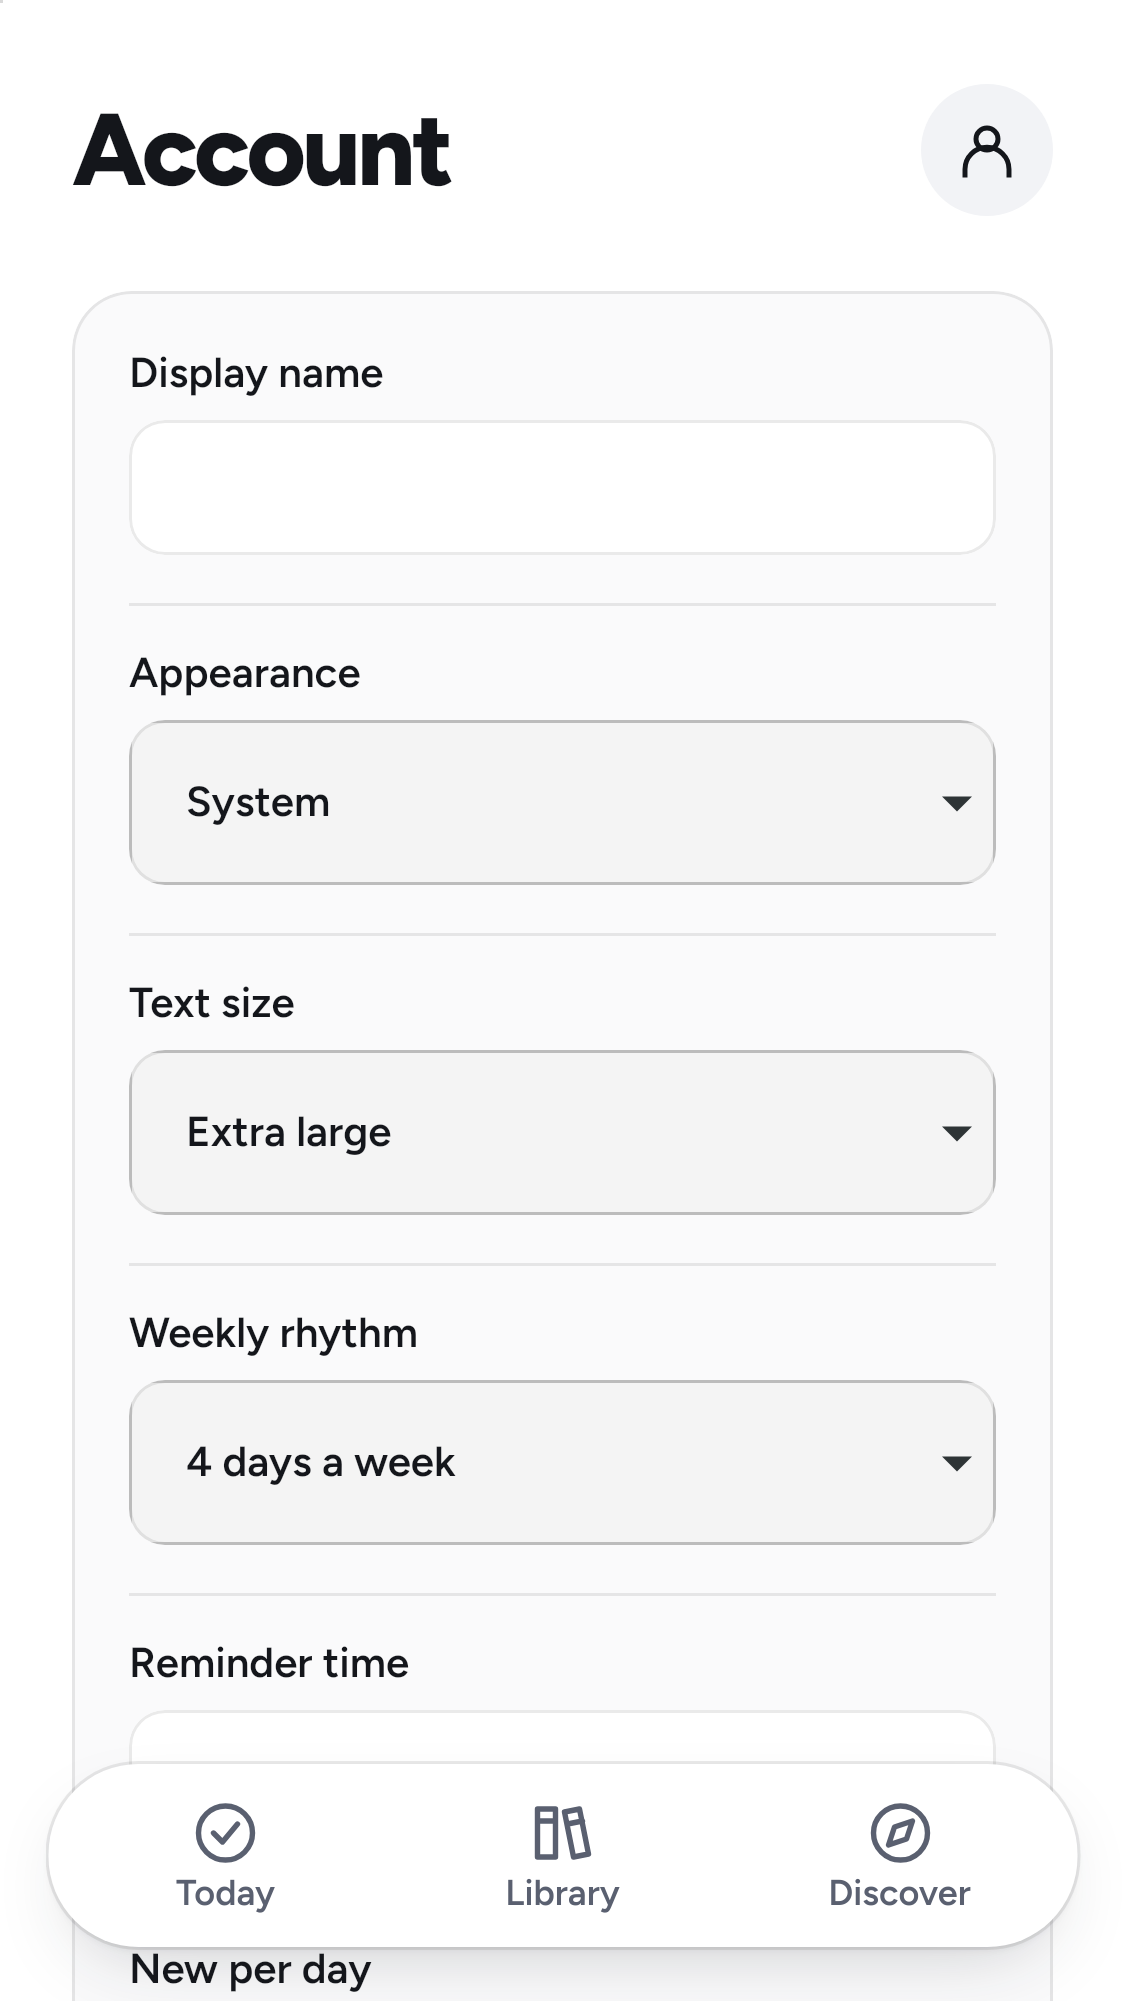 Account
Display name
Appearance
System
Text size
Extra large
Weekly rhythm
4 days a week
Reminder time
Today
Library
Discover
New per day